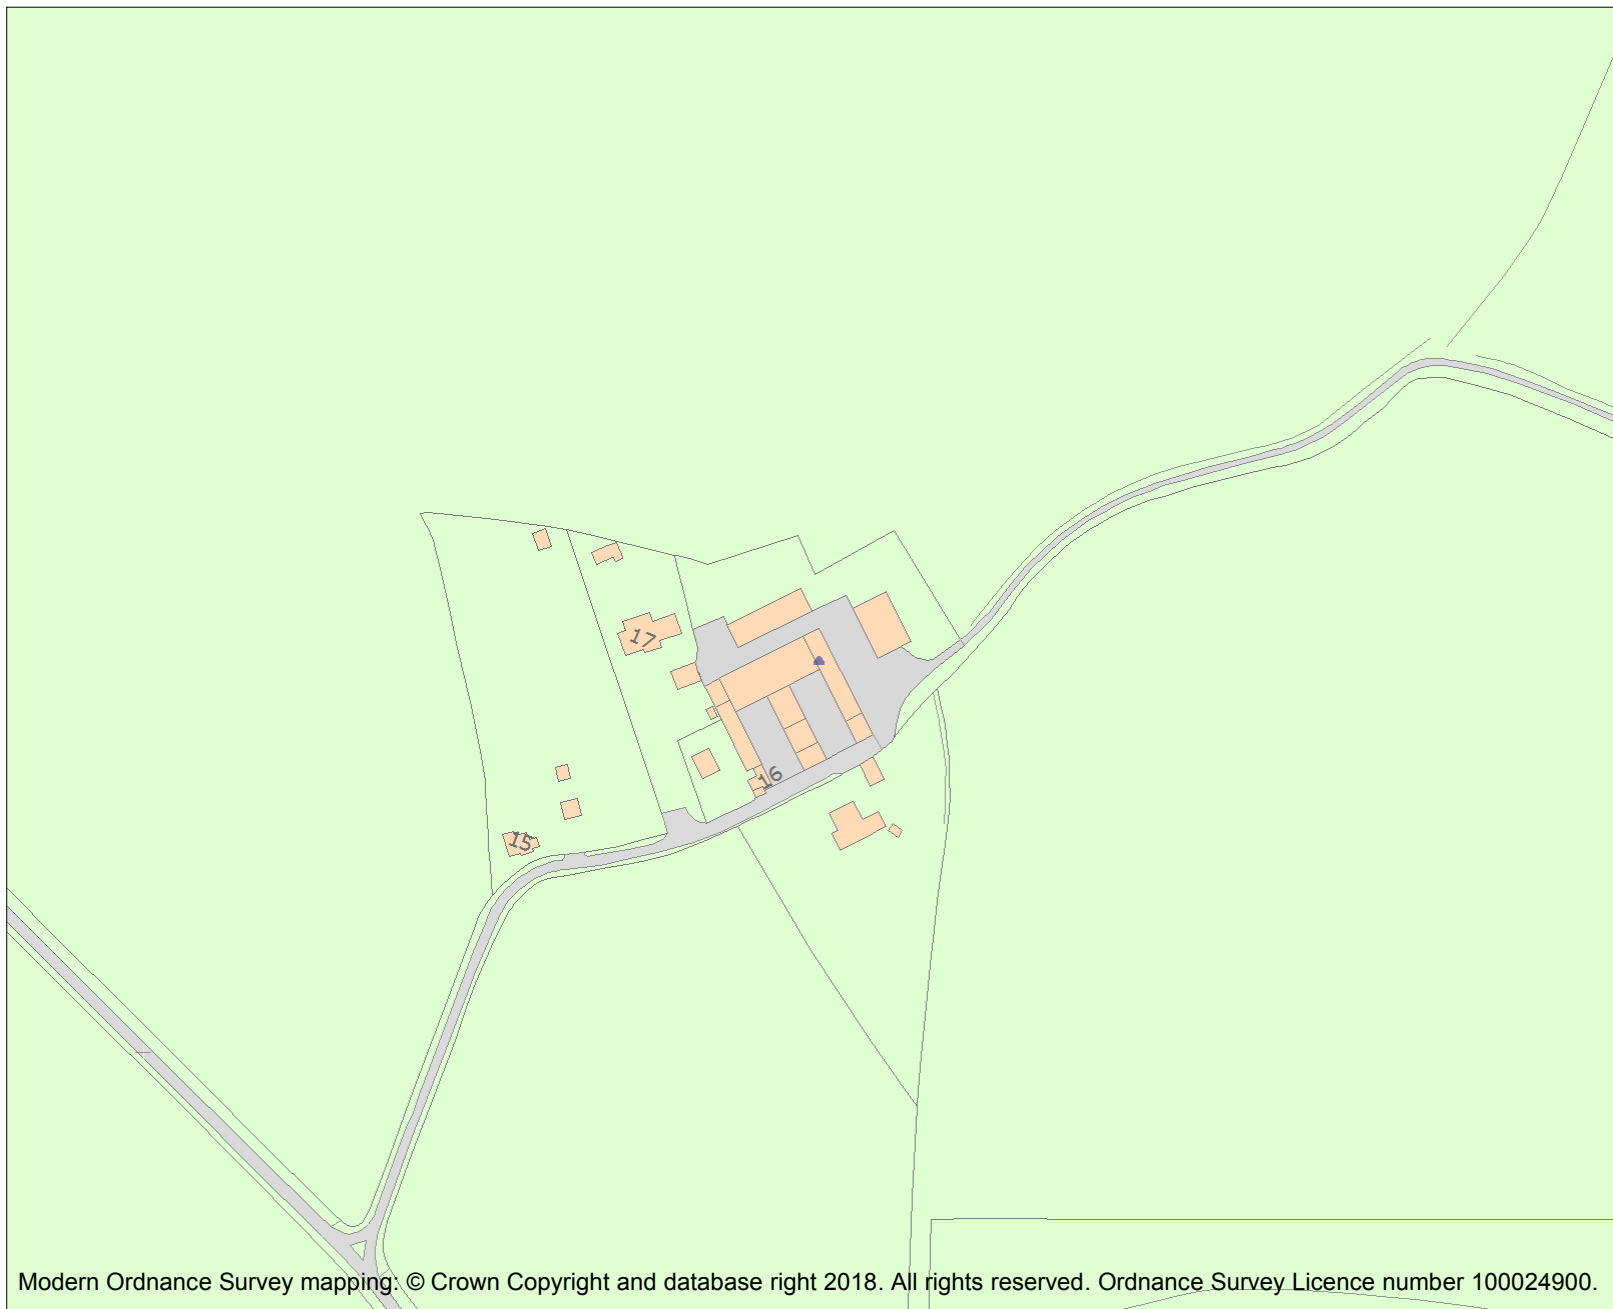 17
16
15
Modern Ordnance Survey mapping: © Crown Copyright and database right 2018. All rights reserved. Ordnance Survey Licence number 100024900.